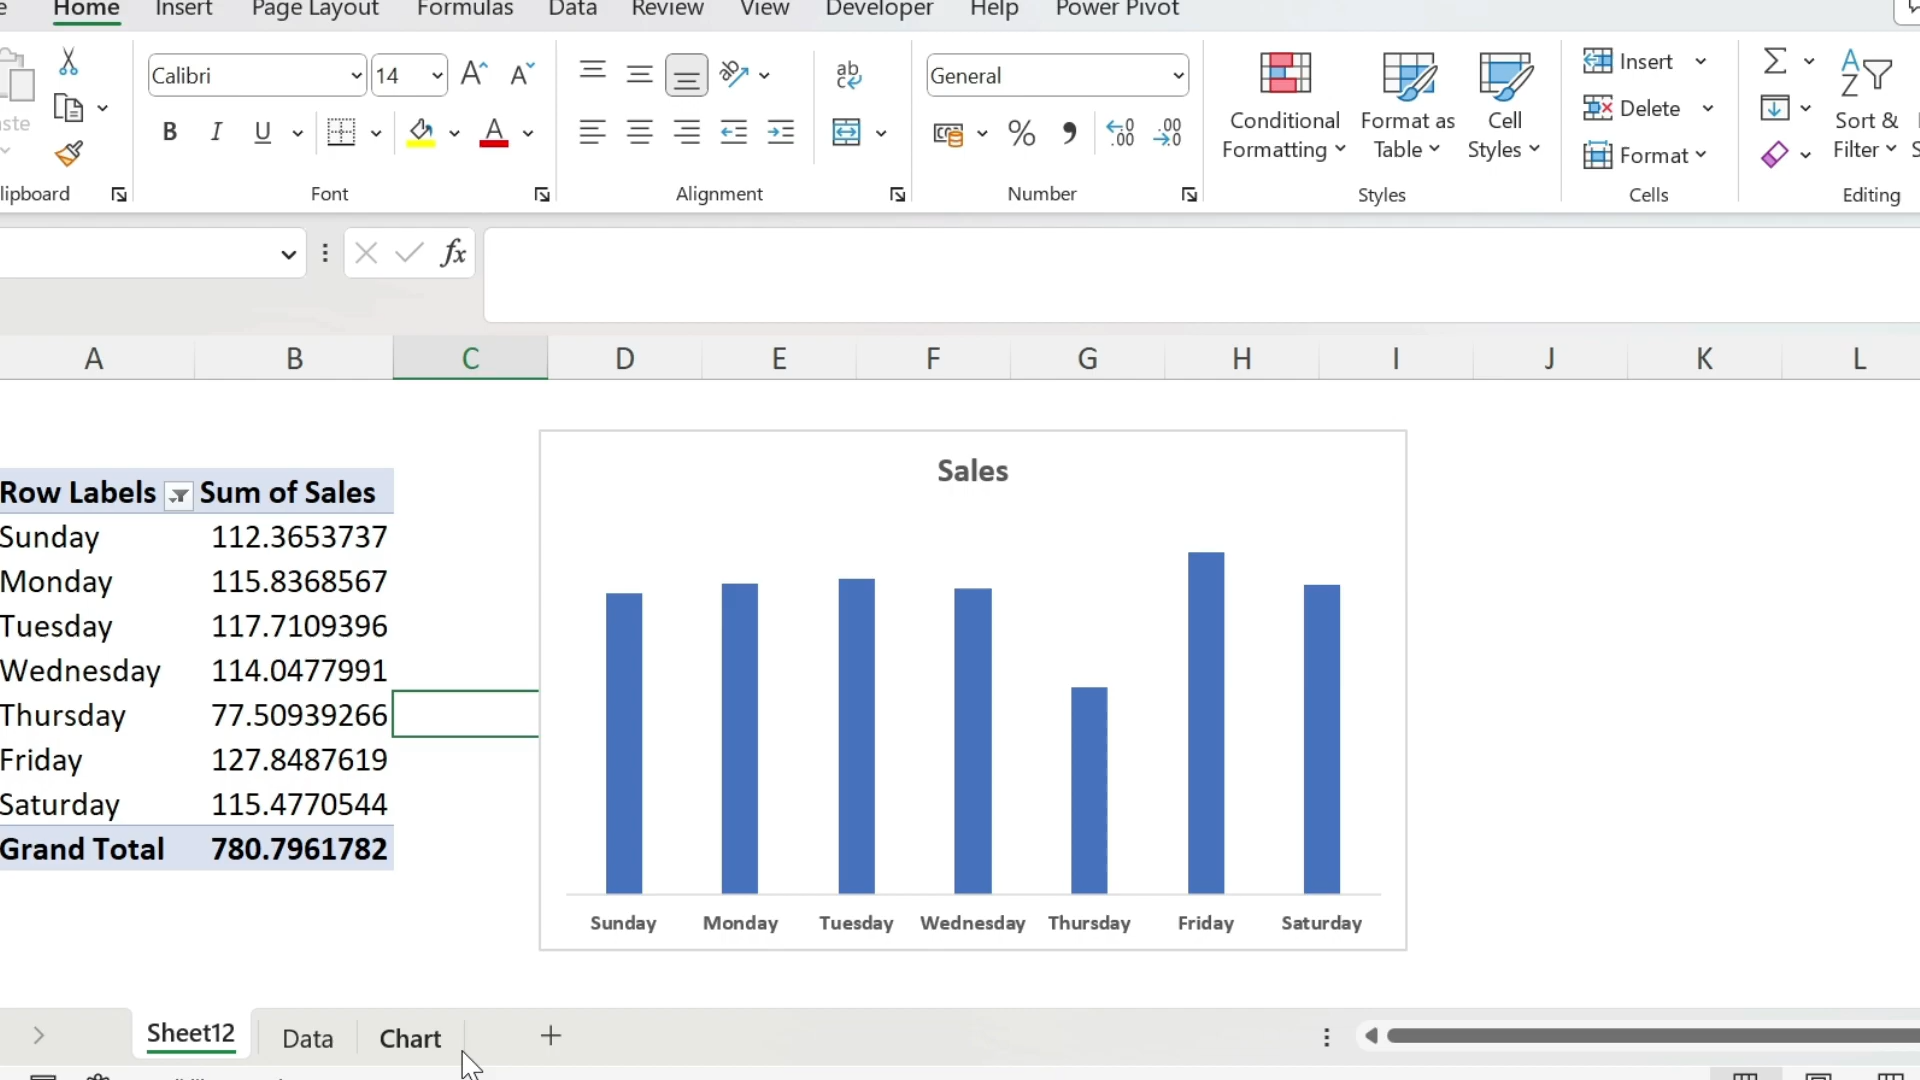 Home Insert Page Layout Formulas Data Review View Developer Help Power Pivot
Calibri 14 General
Insert
Delete
Format
Conditional
Formatting
Format as
Table
Cell
Styles
Sort &
Filter
B I U
Font Alignment Number Styles Cells Editing
fx
A B C D E F G H I J K L
Row Labels Sum of Sales
Sunday 112.3653737
Monday 115.8368567
Tuesday 117.7109396
Wednesday 114.0477991
Thursday 77.50939266
Friday 127.8487619
Saturday 115.4770544
Grand Total 780.7961782
Sales
Sunday Monday Tuesday Wednesday Thursday Friday Saturday
Sheet12 Data Chart